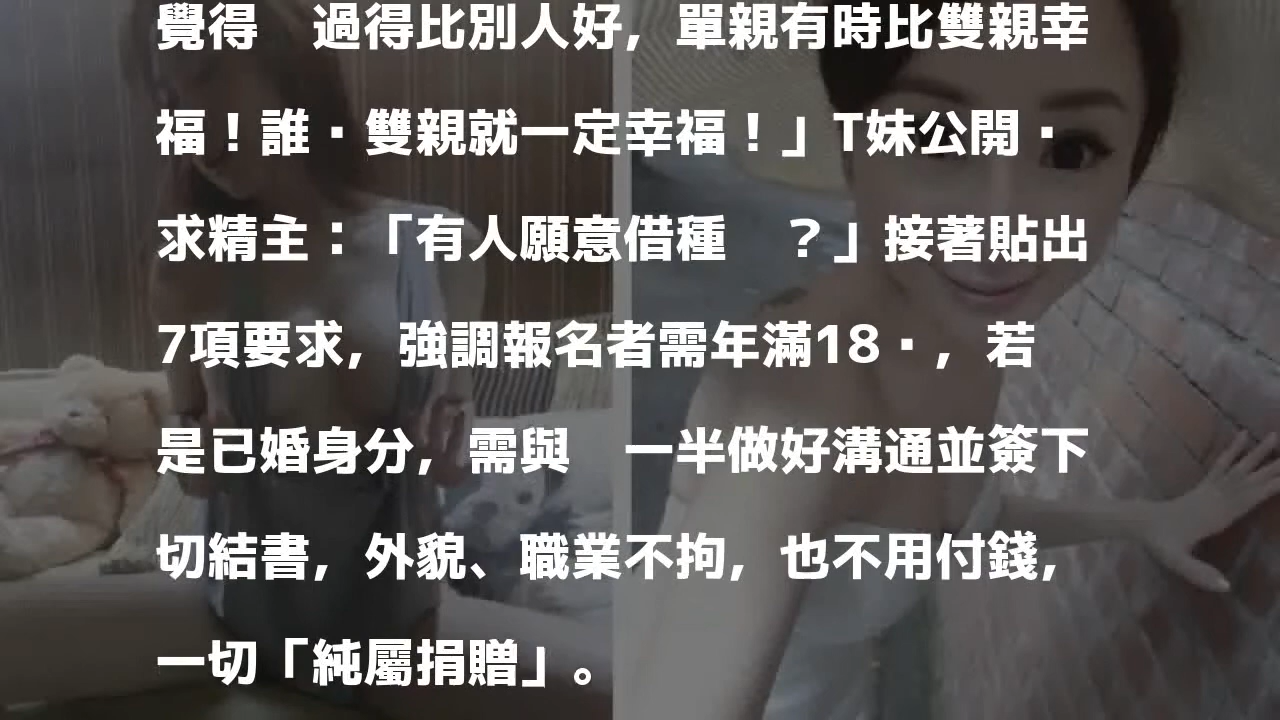 覺得　過得比別人好，單親有時比雙親幸
福！誰▪雙親就一定幸福！」T妹公開▪
求精主：「有人願意借種　？」接著貼出
7項要求，強調報名者需年滿18▪，若
是已婚身分，需與　一半做好溝通並簽下
切結書，外貌、職業不拘，也不用付錢，
一切「純屬捐贈」。